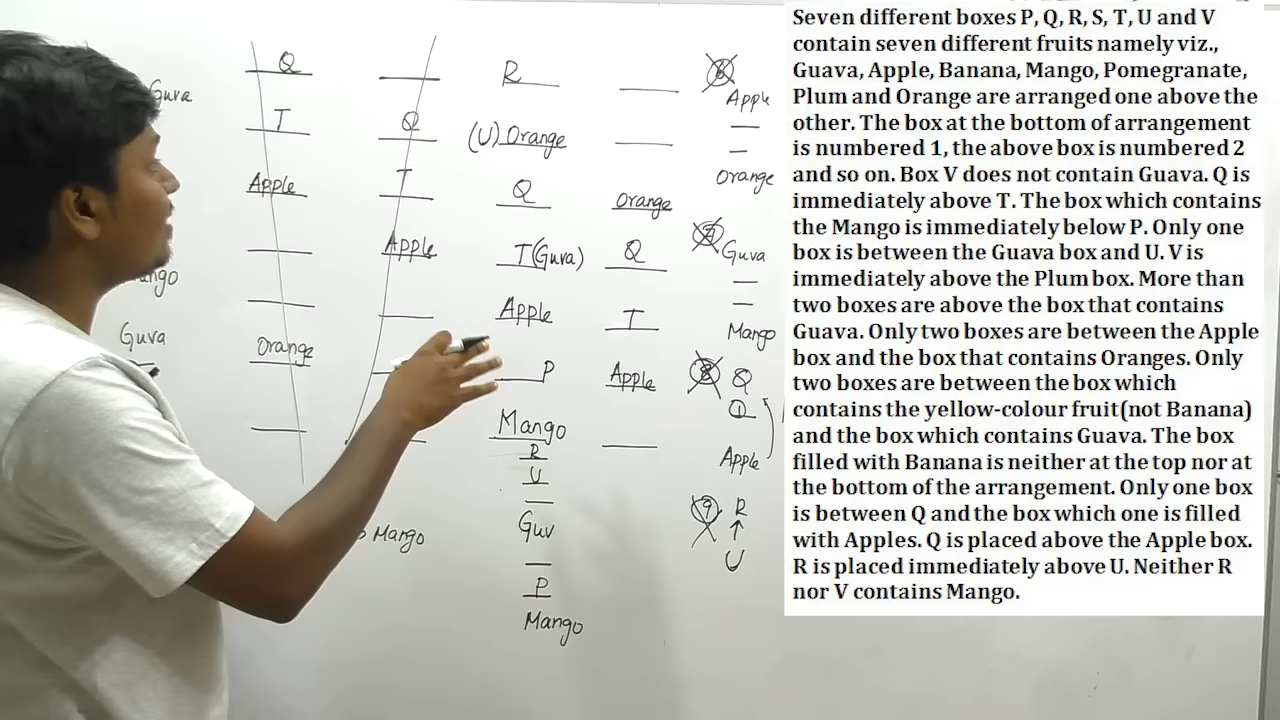 Seven different boxes P, Q, R, S, T, U and V
contain seven different fruits namely viz.,
Guava, Apple, Banana, Mango, Pomegranate,
Plum and Orange are arranged one above the
other. The box at the bottom of arrangement
is numbered 1, the above box is numbered 2
and so on. Box V does not contain Guava. Q is
immediately above T. The box which contains
the Mango is immediately below P. Only one
box is between the Guava box and U. V is
immediately above the Plum box. More than
two boxes are above the box that contains
Guava. Only two boxes are between the Apple
box and the box that contains Oranges. Only
two boxes are between the box which
contains the yellow-colour fruit(not Banana)
and the box which contains Guava. The box
filled with Banana is neither at the top nor at
the bottom of the arrangement. Only one box
is between Q and the box which one is filled
with Apples. Q is placed above the Apple box.
R is placed immediately above U. Neither R
nor V contains Mango.
Guva
Guva
Q
T
Apple
Orange
Q
T
Apple
Mango
R
(U) Orange
Q
T(Guva)
Apple
P
Mango
R
U
Guv
P
Mango
Orange
Q
T
Apple
Apple
Orange
Guva
Mango
8 Q
Apple
9 R
U